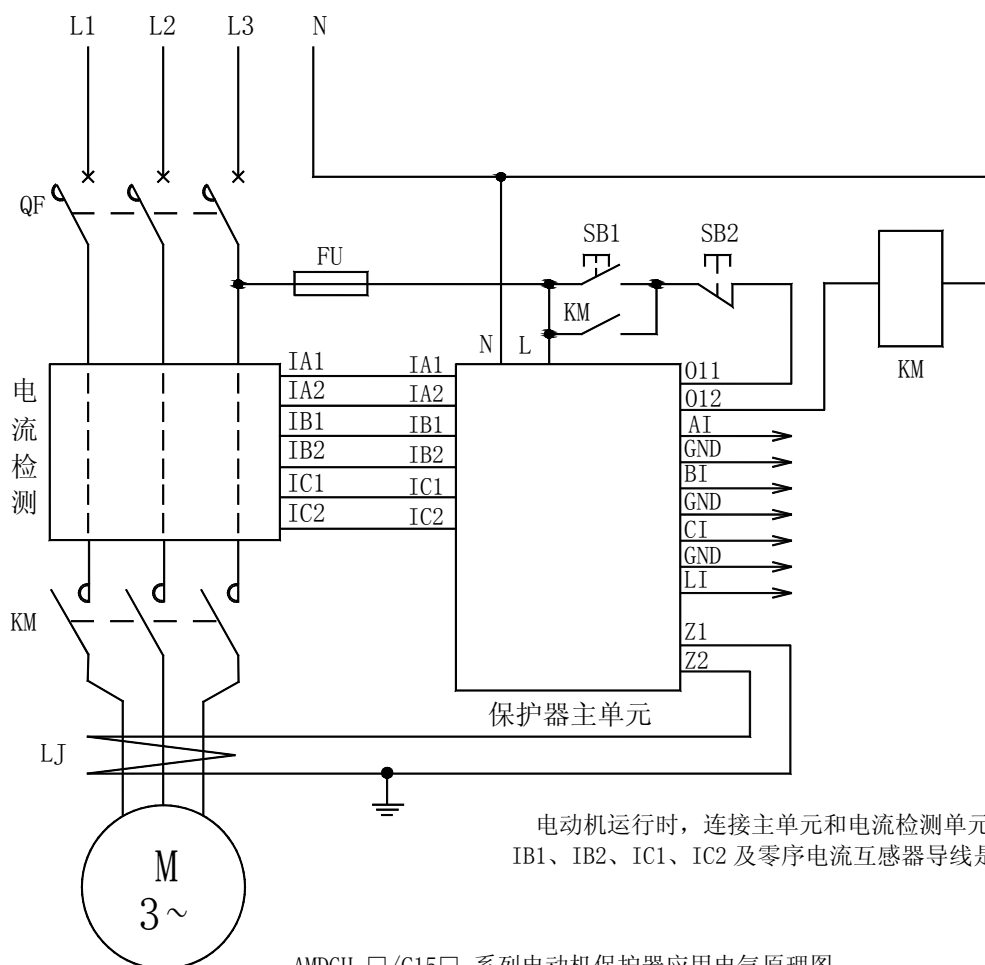 L1 L2 L3 N
QF
FU
SB1 SB2
KM
N L
KM
电流检测
IA1 IA1
IA2 IA2
IB1 IB1
IB2 IB2
IC1 IC1
IC2 IC2
O11
O12
AI
GND
BI
GND
CI
GND
LI
Z1
Z2
KM
保护器主单元
LJ
M
3~
电动机运行时，连接主单元和电流检测单元
IB1、IB2、IC1、IC2 及零序电流互感器导线是
系列电动机保护器应用电气原理图